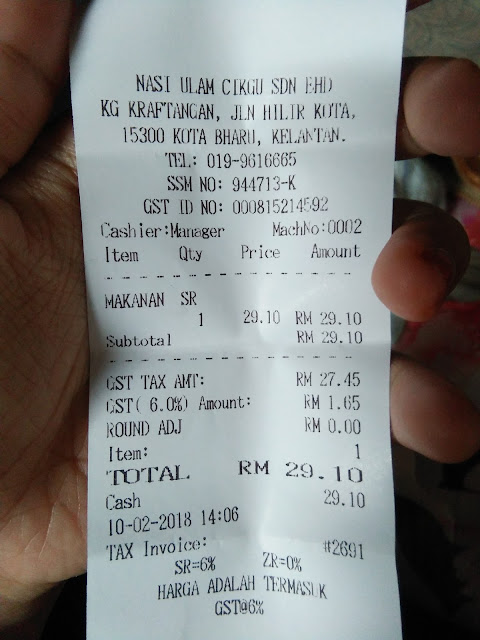 NASI ULAM CIKGU SDN BHD
KG KRAFTANGAN, JLN HILIR KOTA,
15300 KOTA BHARU, KELANTAN.
TEL: 019-9616665
SSM NO: 944713-K
GST ID NO: 000815214592
Cashier:Manager MachNo:0002
Item Qty Price Amount
MAKANAN SR
1 29.10 RM 29.10
Subtotal RM 29.10
GST TAX AMT: RM 27.45
GST( 6.0%) Amount: RM 1.65
ROUND ADJ RM 0.00
Item: 1
TOTAL RM 29.10
Cash 29.10
10-02-2018 14:06
TAX Invoice: #2691
SR=6% ZR=0%
HARGA ADALAH TERMASUK
GST@6%